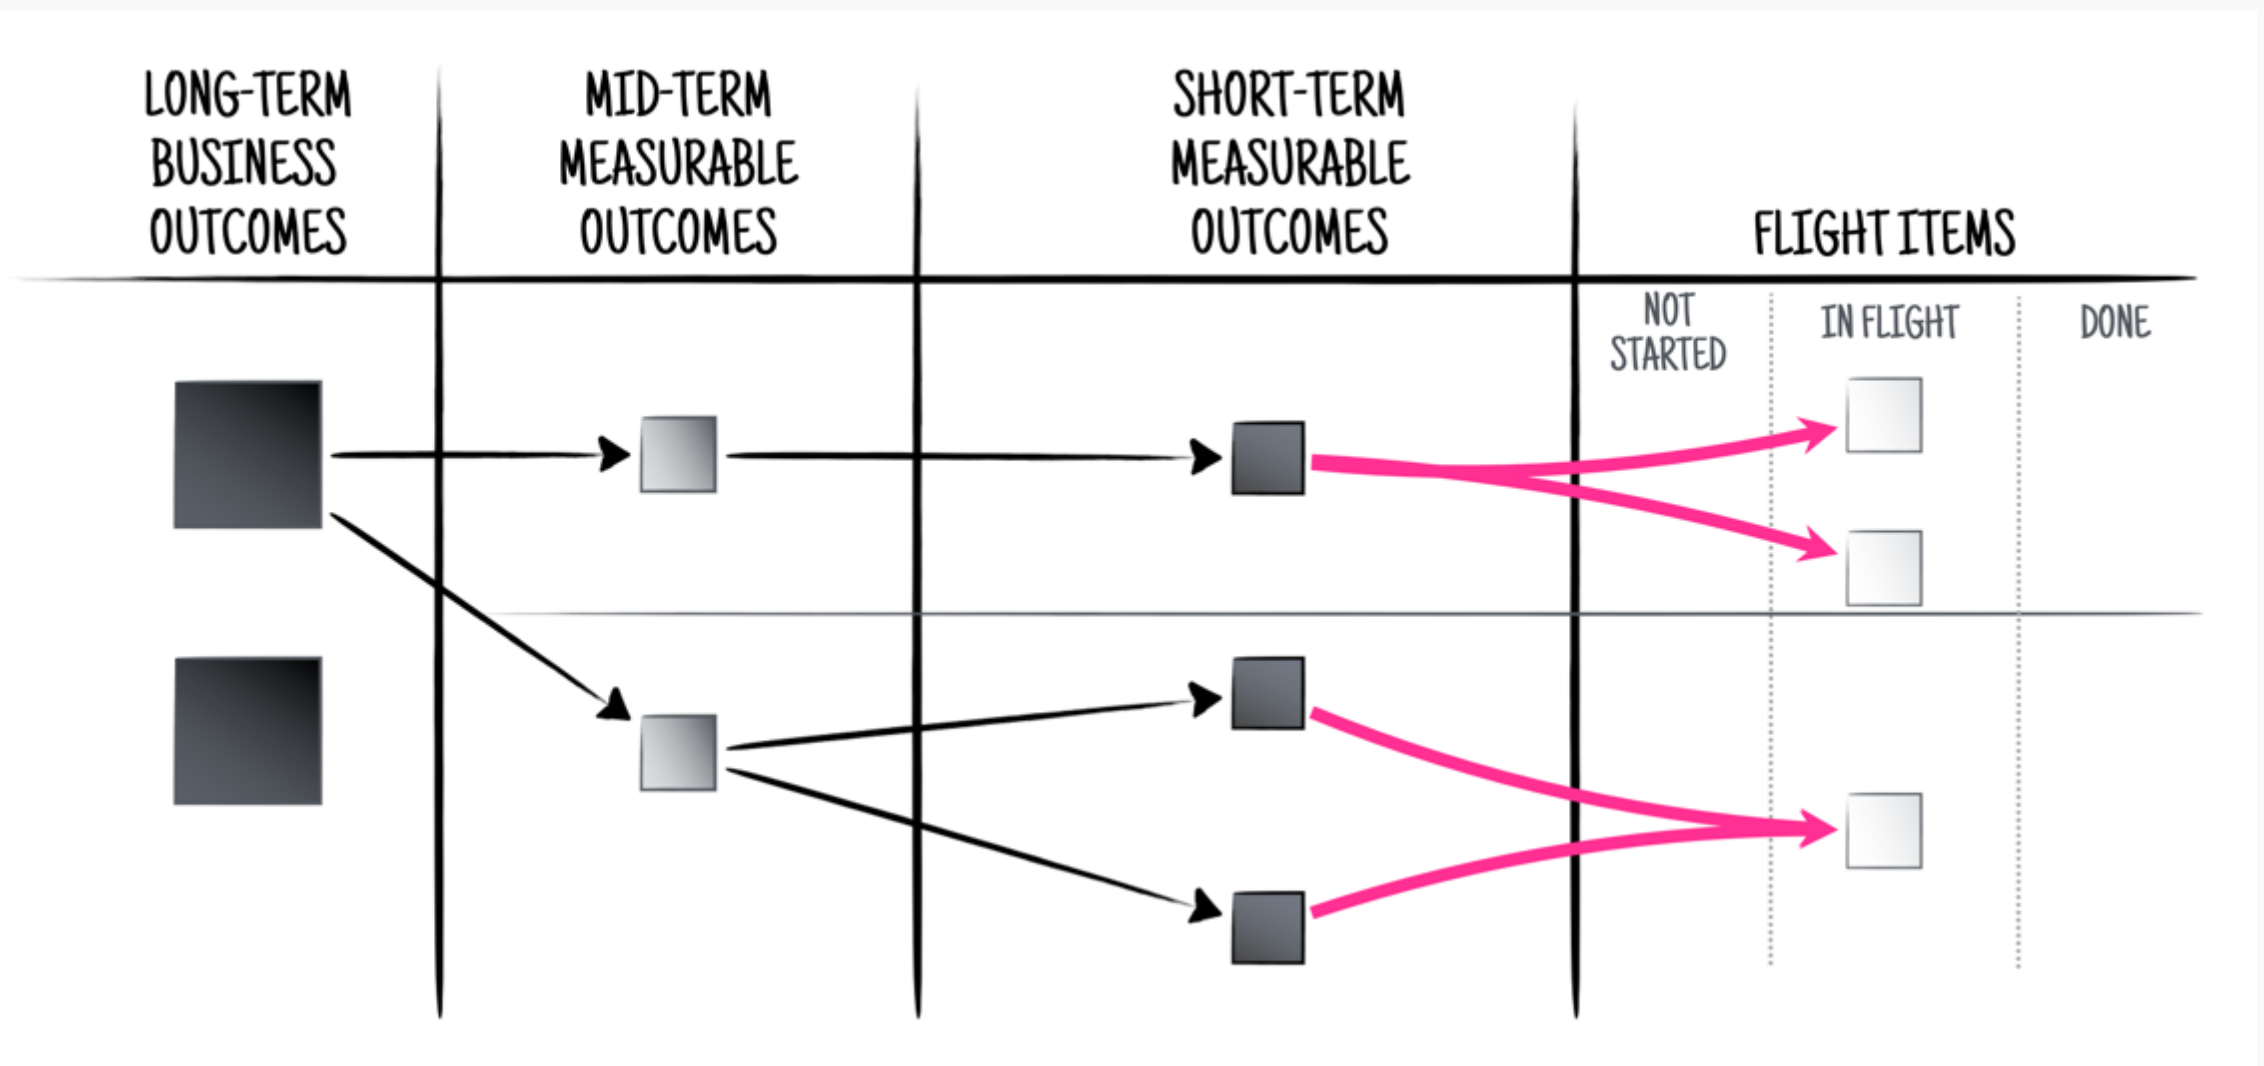 LONG-TERM
BUSINESS
OUTCOMES
MID-TERM
MEASURABLE
OUTCOMES
SHORT-TERM
MEASURABLE
OUTCOMES
FLIGHT ITEMS
NOT
STARTED
IN FLIGHT
DONE